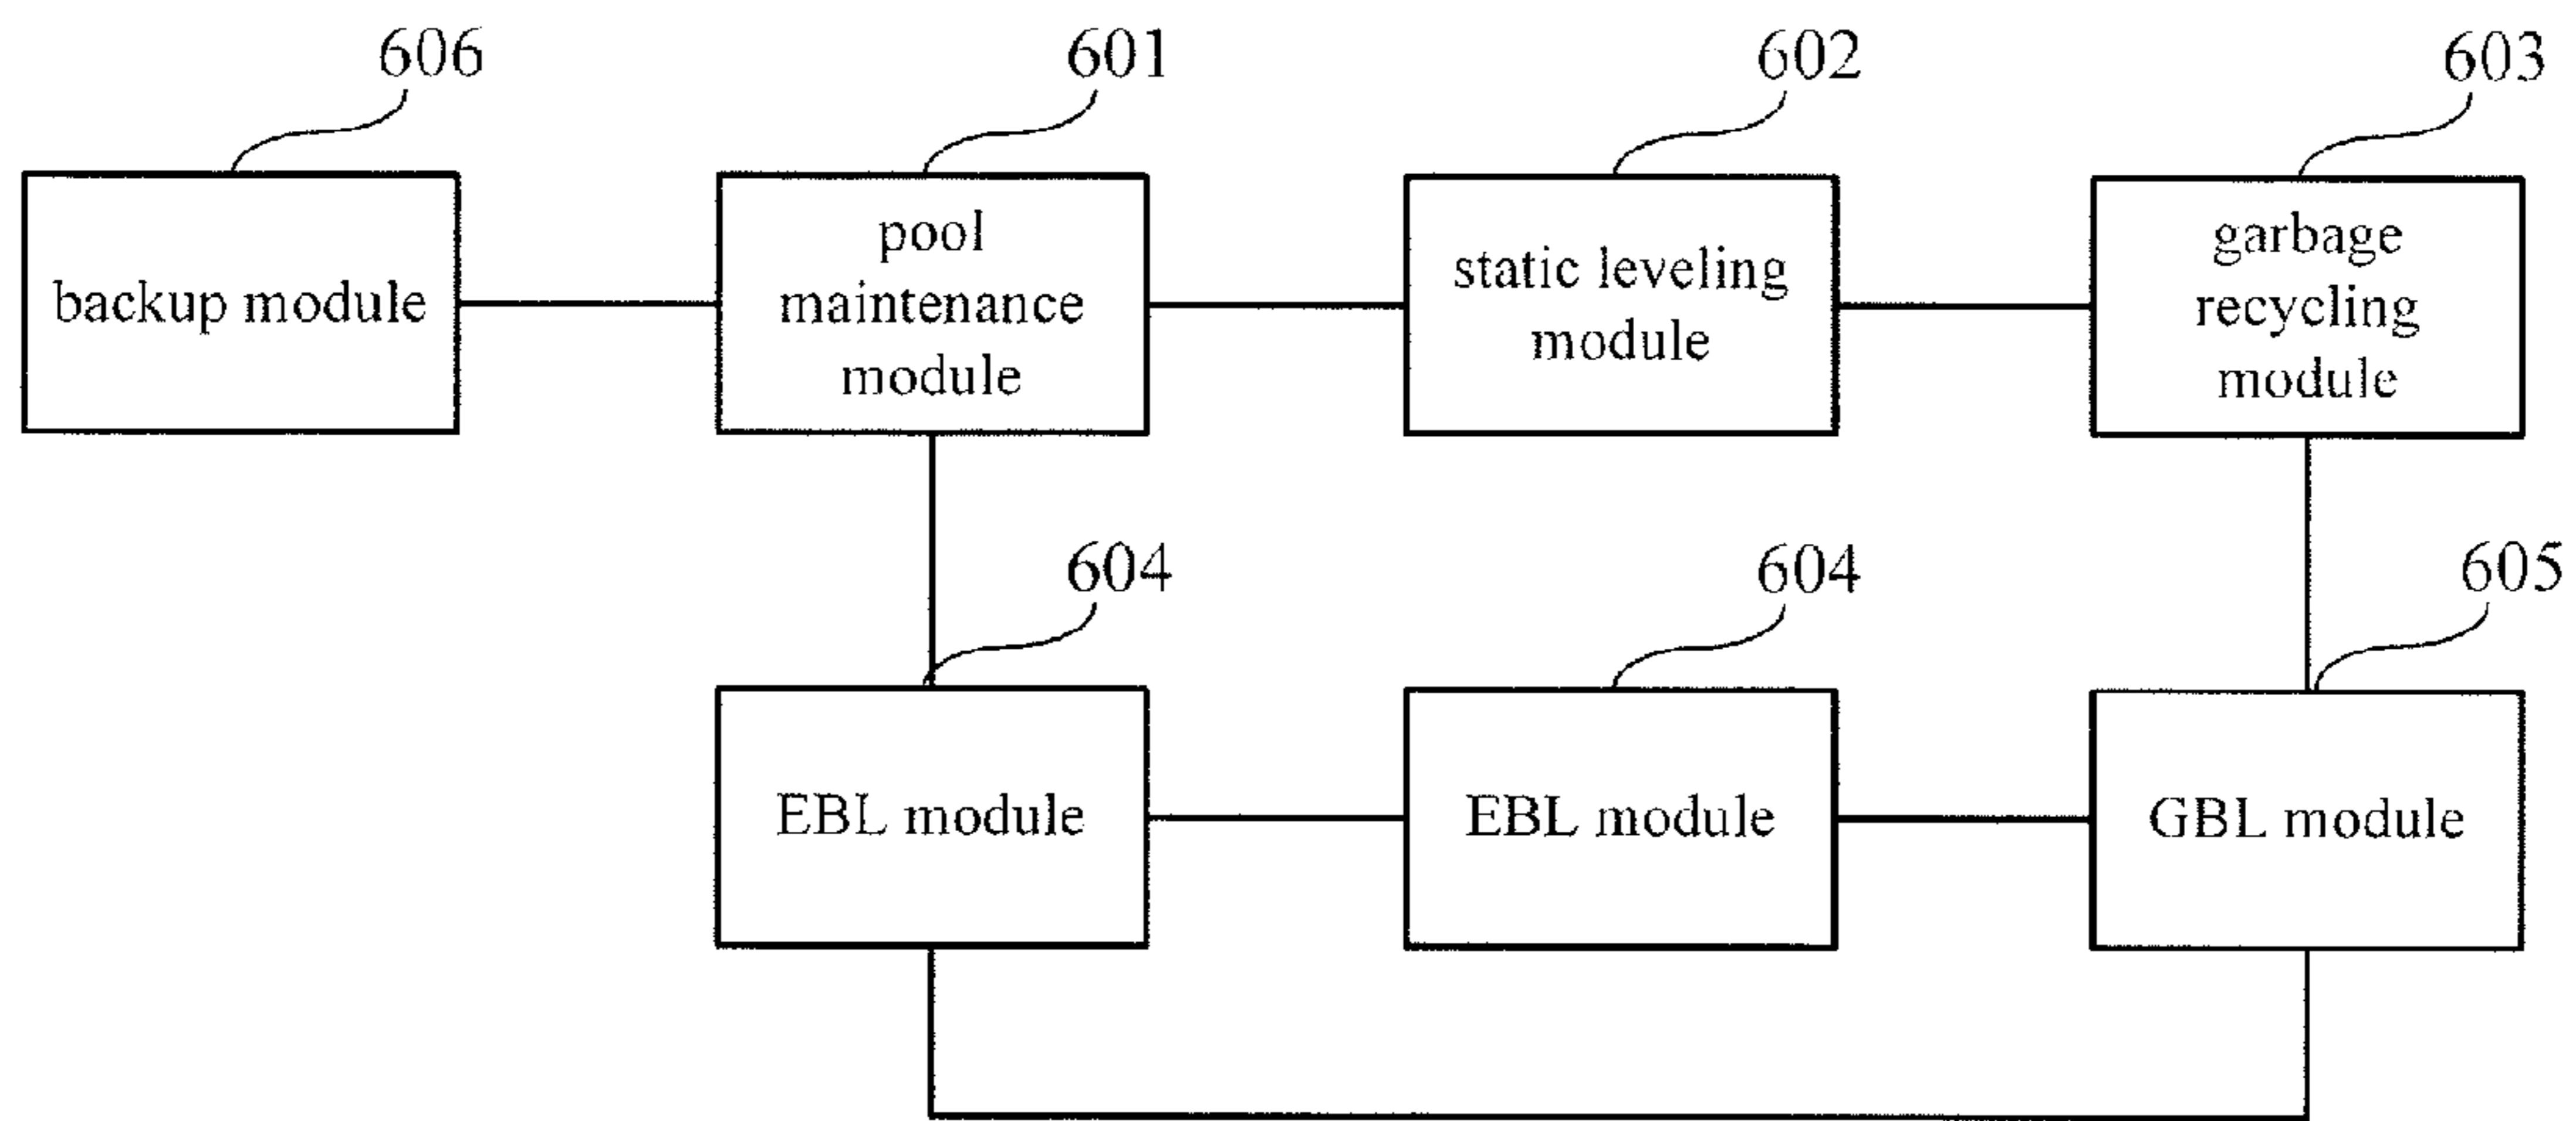 606
601
602
603
backup module
pool
maintenance
module
static leveling
module
garbage
recycling
module
604
604
605
EBL module
EBL module
GBL module